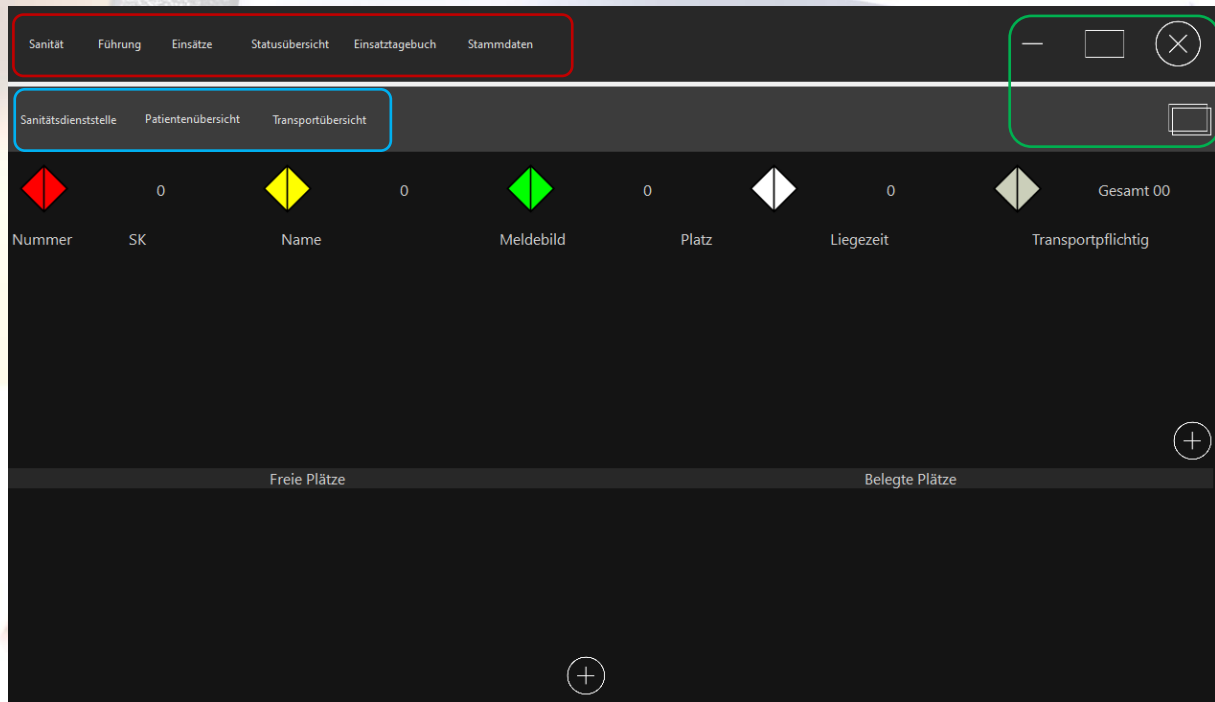 Sanität Führung Einsätze Statusübersicht Einsatztagebuch Stammdaten
Sanitätsdienststelle Patientenübersicht Transportübersicht
0 0 0 0 Gesamt 00
Nummer SK Name Meldebild Platz Liegezeit Transportpflichtig
Freie Plätze Belegte Plätze